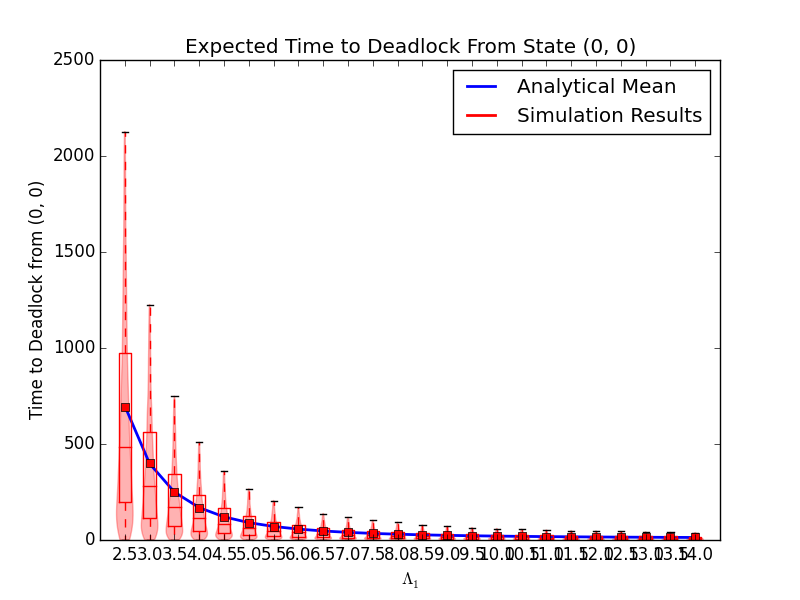 Expected Time to Deadlock From State (0, 0)
Analytical Mean
Simulation Results
Time to Deadlock from (0, 0)
2500
2000
1500
1000
500
0
2.5 3.0 3.5 4.0 4.5 5.0 5.5 6.0 6.5 7.0 7.5 8.0 8.5 9.0 9.5 10.0 10.5 11.0 11.5 12.0 12.5 13.0 13.5 14.0
Λ₁